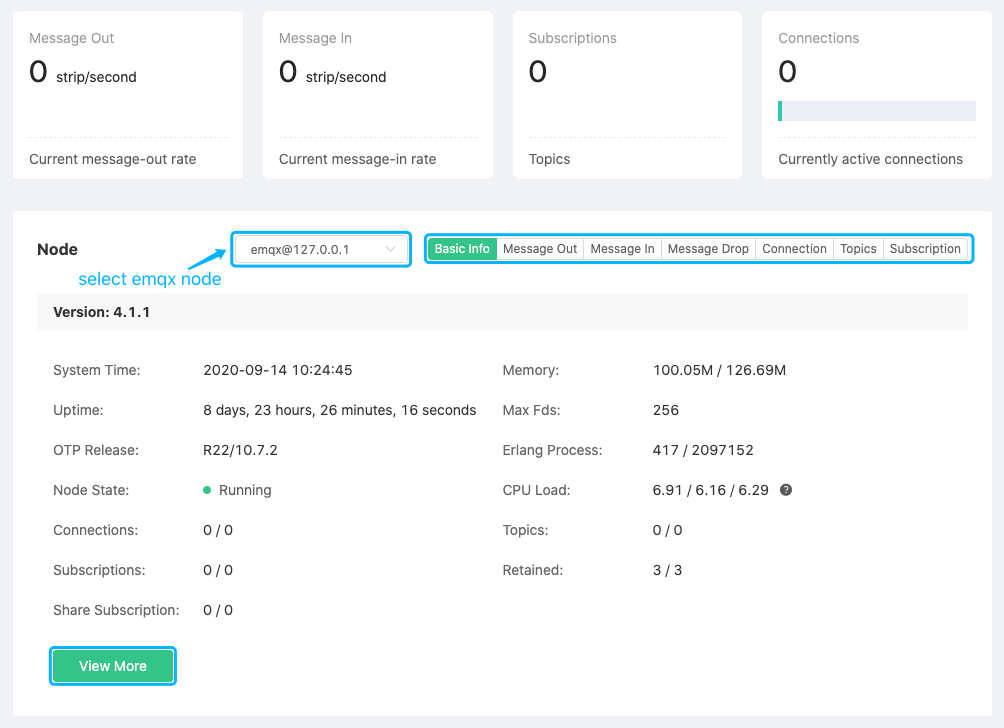 Message Out
0 strip/second
Current message-out rate
Message In
0 strip/second
Current message-in rate
Subscriptions
0
Topics
Connections
0
Currently active connections
Node
emqx@127.0.0.1
Basic Info Message Out Message In Message Drop Connection Topics Subscription
select emqx node
Version: 4.1.1
System Time: 2020-09-14 10:24:45
Memory: 100.05M / 126.69M
Uptime: 8 days, 23 hours, 26 minutes, 16 seconds
Max Fds: 256
OTP Release: R22/10.7.2
Erlang Process: 417 / 2097152
Node State: Running
CPU Load: 6.91 / 6.16 / 6.29 ?
Connections: 0 / 0
Topics: 0 / 0
Subscriptions: 0 / 0
Retained: 3 / 3
Share Subscription: 0 / 0
View More